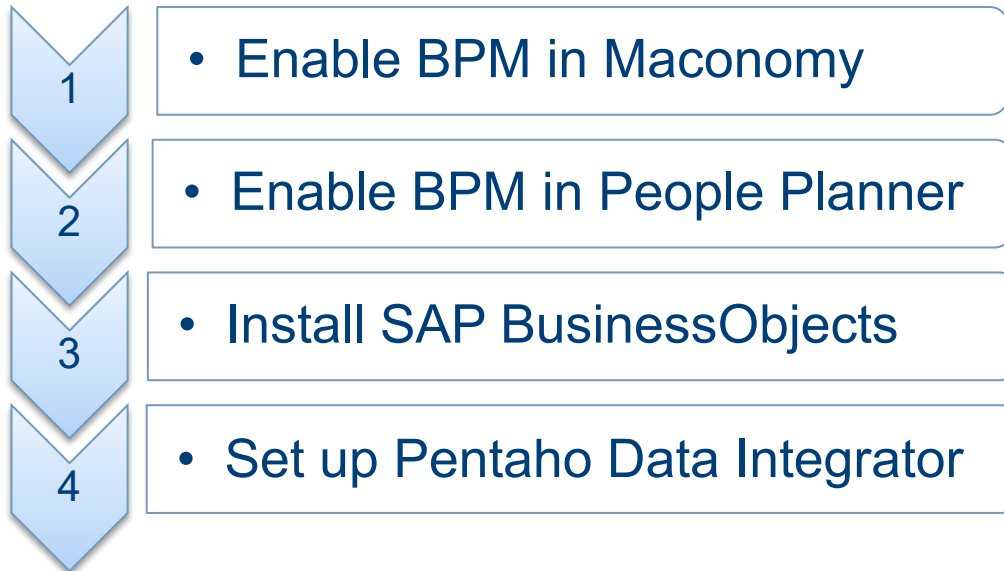 1
• Enable BPM in Maconomy
2
• Enable BPM in People Planner
3
• Install SAP BusinessObjects
4
• Set up Pentaho Data Integrator